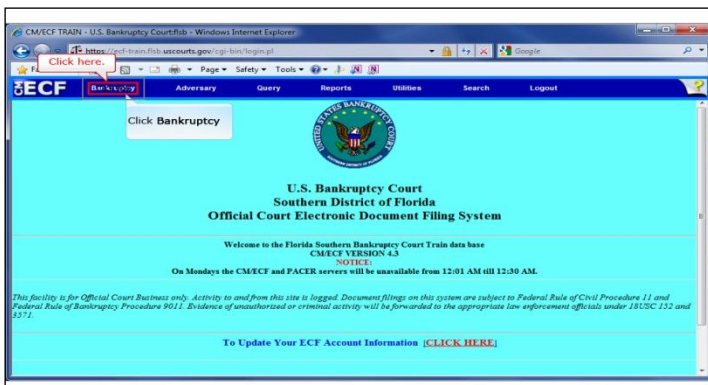 CM/ECF TRAIN - U.S. Bankruptcy Court:flsb - Windows Internet Explorer
https://ecf-train.flsb.uscourts.gov/cgi-bin/login.pl
Google
Click here.
Page Safety Tools
ECF Bankruptcy Adversary Query Reports Utilities Search Logout
Click Bankruptcy
U.S. Bankruptcy Court
Southern District of Florida
Official Court Electronic Document Filing System
Welcome to the Florida Southern Bankruptcy Court Train data base
CM/ECF VERSION 4.3
NOTICE:
On Mondays the CM/ECF and PACER servers will be unavailable from 12:01 AM till 12:30 AM.
This facility is for Official Court Business only. Activity to and from this site is logged. Document filings on this system are subject to Federal Rule of Civil Procedure 11 and
Federal Rule of Bankruptcy Procedure 9011. Evidence of unauthorized or criminal activity will be forwarded to the appropriate law enforcement officials under 18USC 152 and
3571.
To Update Your ECF Account Information [CLICK HERE]